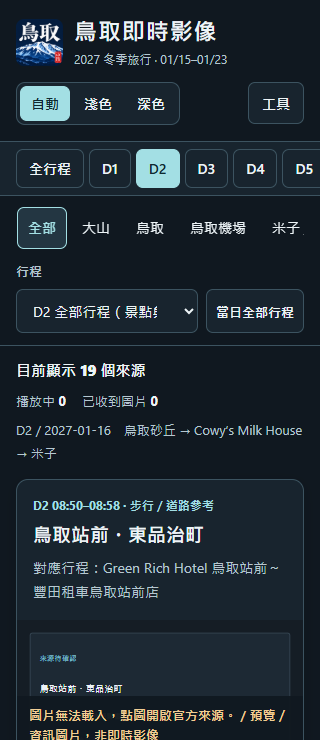 鳥取
鳥取即時影像
2027 冬季旅行 · 01/15–01/23
自動 淺色 深色 工具
全行程 D1 D2 D3 D4 D5
全部 大山 鳥取 鳥取機場 米子
行程
D2 全部行程（景點 當日全部行程
目前顯示 19 個來源
播放中 0 已收到圖片 0
D2 / 2027-01-16 鳥取砂丘 → Cowy's Milk House
→ 米子
D2 08:50–08:58 · 步行 / 道路參考
鳥取站前・東品治町
對應行程：Green Rich Hotel 鳥取站前～
豐田租車鳥取站前店
來源待確認
鳥取站前・東品治町
圖片無法載入，點圖開啟官方來源。 / 預覽 /
資訊圖片，非即時影像